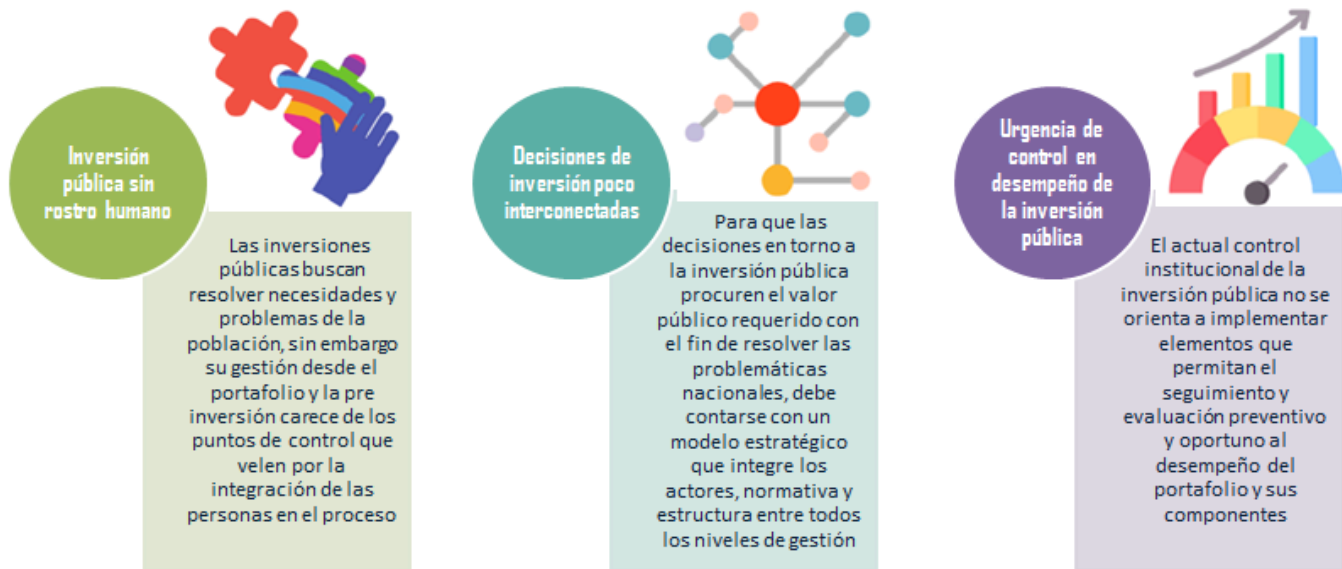 Inversión
pública sin
rostro humano
Las inversiones
públicas buscan
resolver necesidades y
problemas de la
población, sin embargo
su gestión desde el
portafolio y la pre
inversión carece de los
puntos de control que
velen por la
integración de las
personas en el proceso
Decisiones de
inversión poco
interconectadas
Para que las
decisiones en torno a
la inversión pública
procuren el valor
público requerido con
el fin de resolver las
problemáticas
nacionales, debe
contarse con un
modelo estratégico
que integre los
actores, normativa y
estructura entre todos
los niveles de gestión
Urgencia de
control en
desempeño de
la inversión
pública
El actual control
institucional de la
inversión pública no se
orienta a implementar
elementos que
permitan el
seguimiento y
evaluación preventivo
y oportuno al
desempeño del
portafolio y sus
componentes